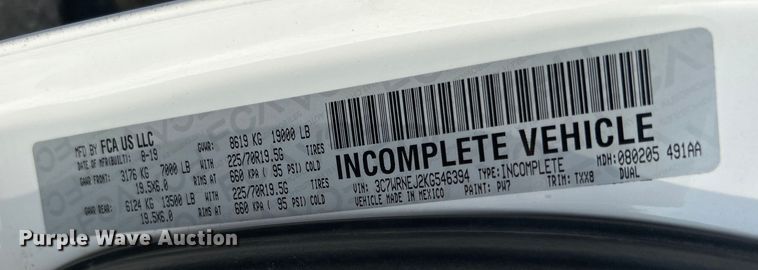 MFD BY FCA US LLC GVWR: 8619 KG 19000 LB
DATE OF MFR(BUILT): 8-19
GAWR FRONT: 3176 KG 7000 LB WITH 225/70R19.5G TIRES
19.5X6.0 RIMS AT 660 KPA ( 95 PSI) COLD
GAWR REAR: 6124 KG 13500 LB WITH 225/70R19.5G TIRES
19.5X6.0 RIMS AT 660 KPA ( 95 PSI) COLD
INCOMPLETE VEHICLE
VIN: 3C7WRNEJ2KG546394 TYPE: INCOMPLETE MDH: 080205 491AA
VEHICLE MADE IN MEXICO PAINT: PW7 TRIM: TXX8 DUAL
Purple Wave Auction